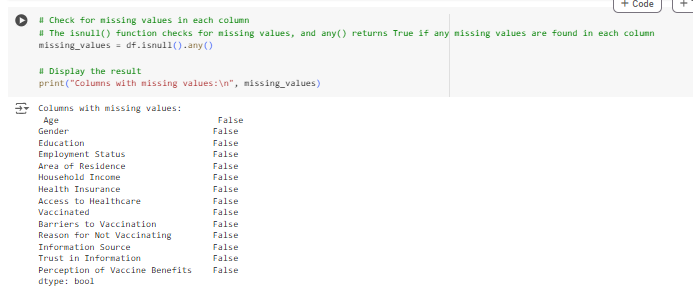 + Code
+
# Check for missing values in each column
# The isnull() function checks for missing values, and any() returns True if any missing values are found in each column
missing_values = df.isnull().any()
# Display the result
print("Columns with missing values:\n", missing_values)
Columns with missing values:
Age False
Gender False
Education False
Employment Status False
Area of Residence False
Household Income False
Health Insurance False
Access to Healthcare False
Vaccinated False
Barriers to Vaccination False
Reason for Not Vaccinating False
Information Source False
Trust in Information False
Perception of Vaccine Benefits False
dtype: bool